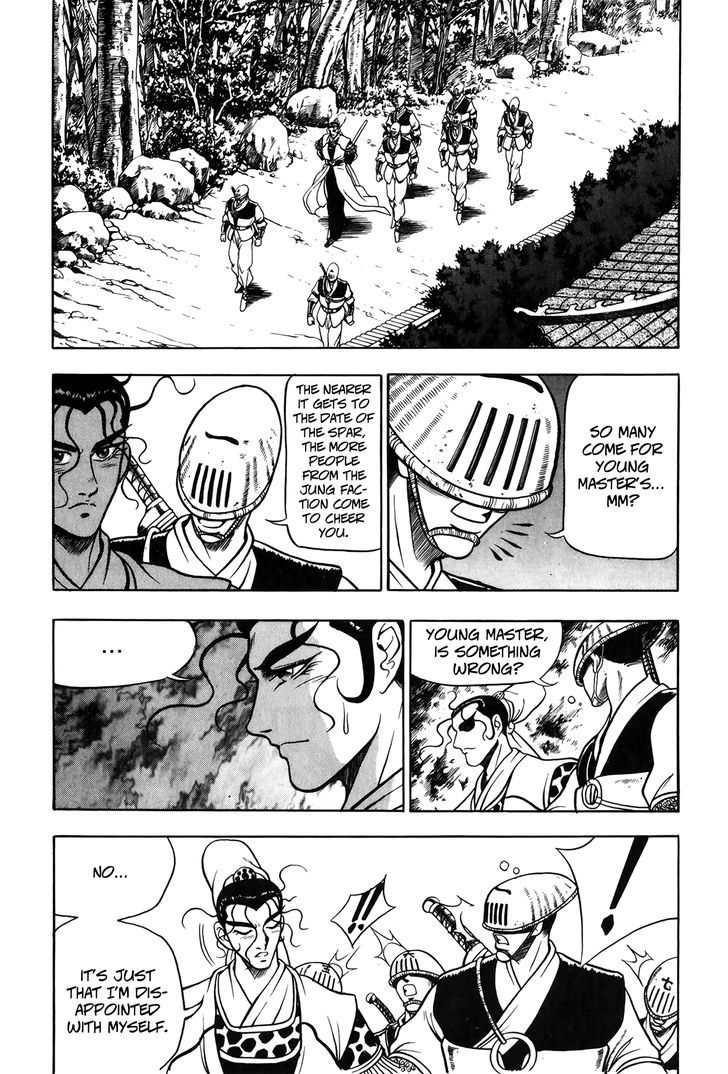 THE NEARER
IT GETS TO
THE DATE
OF THE
SPAR,
THE MORE
PEOPLE
FROM THE
JUNG FAC-
TION COME
TO CHEER
YOU.
SO MANY
COME FOR
YOUNG
MASTER'S...
MM?
...
YOUNG MASTER,
IS SOMETHING
WRONG?
NO...
IT'S JUST
THAT I'M DIS-
APPOINTED
WITH MYSELF.
!!
!
七